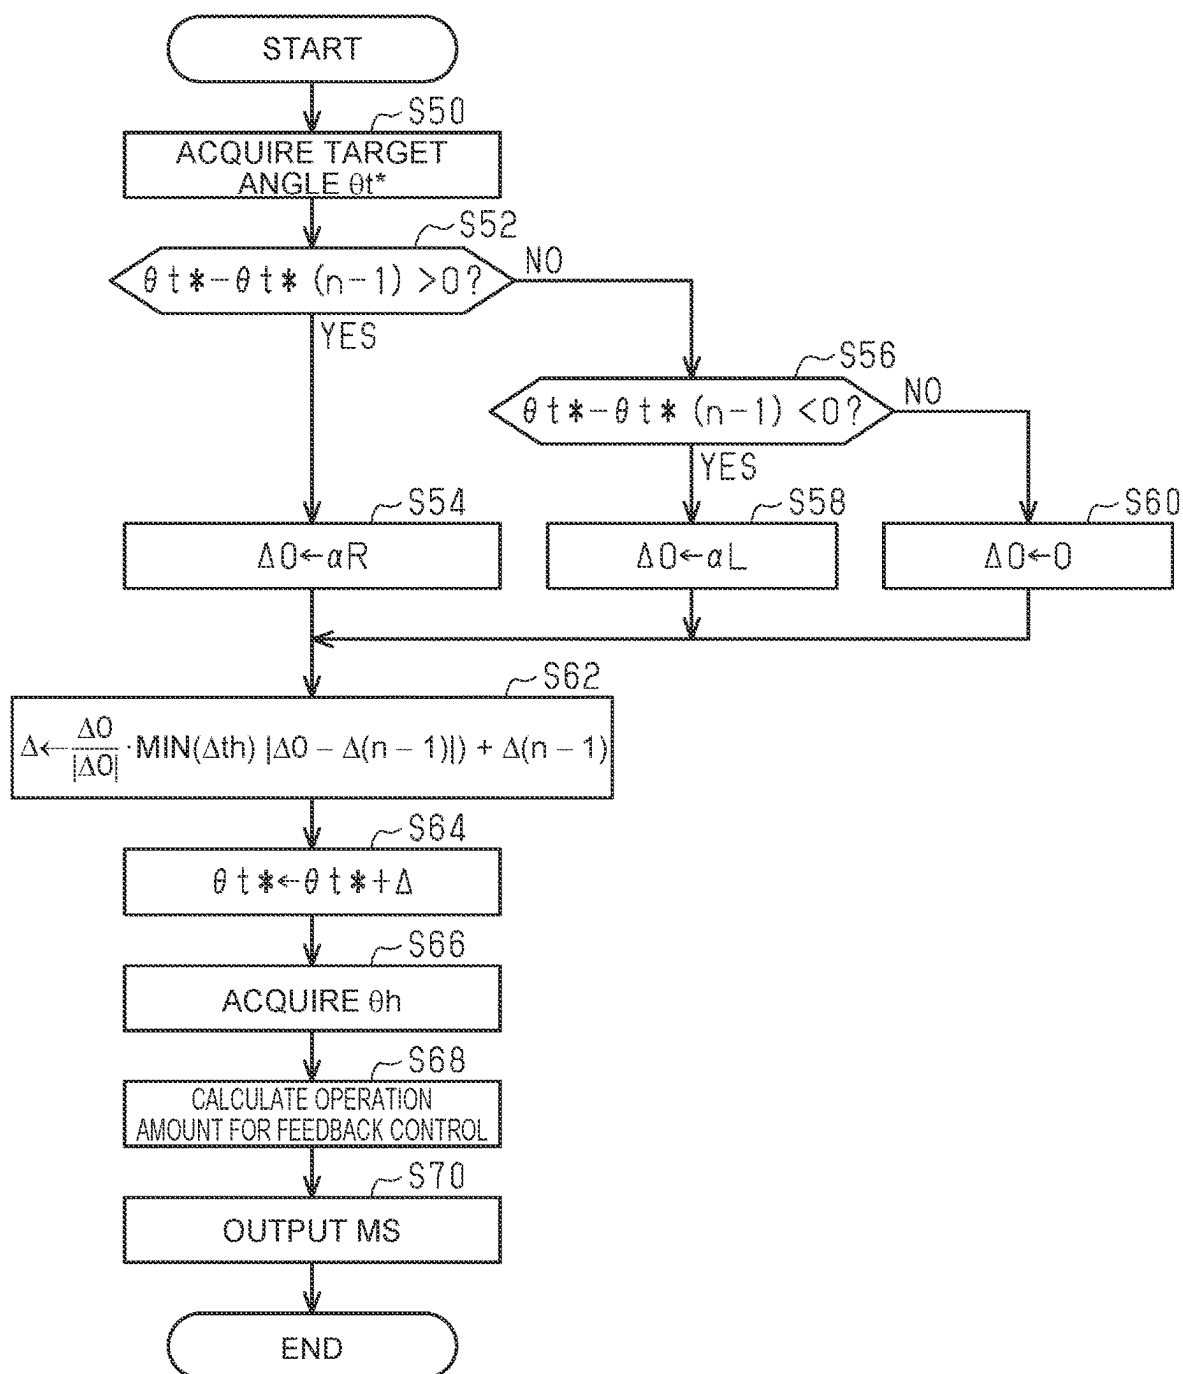 START
S50
ACQUIRE TARGET
ANGLE θt*
S52
θt*-θt*(n-1)>0?
NO
YES
S56
θt*-θt*(n-1)<0?
NO
YES
S54
Δ0←αR
S58
Δ0←αL
S60
Δ0←0
S62
Δ←Δ0/|Δ0|·MIN(Δth) |Δ0 – Δ(n – 1)|) + Δ(n – 1)
S64
θt*←θt*+Δ
S66
ACQUIRE θh
S68
CALCULATE OPERATION
AMOUNT FOR FEEDBACK CONTROL
S70
OUTPUT MS
END